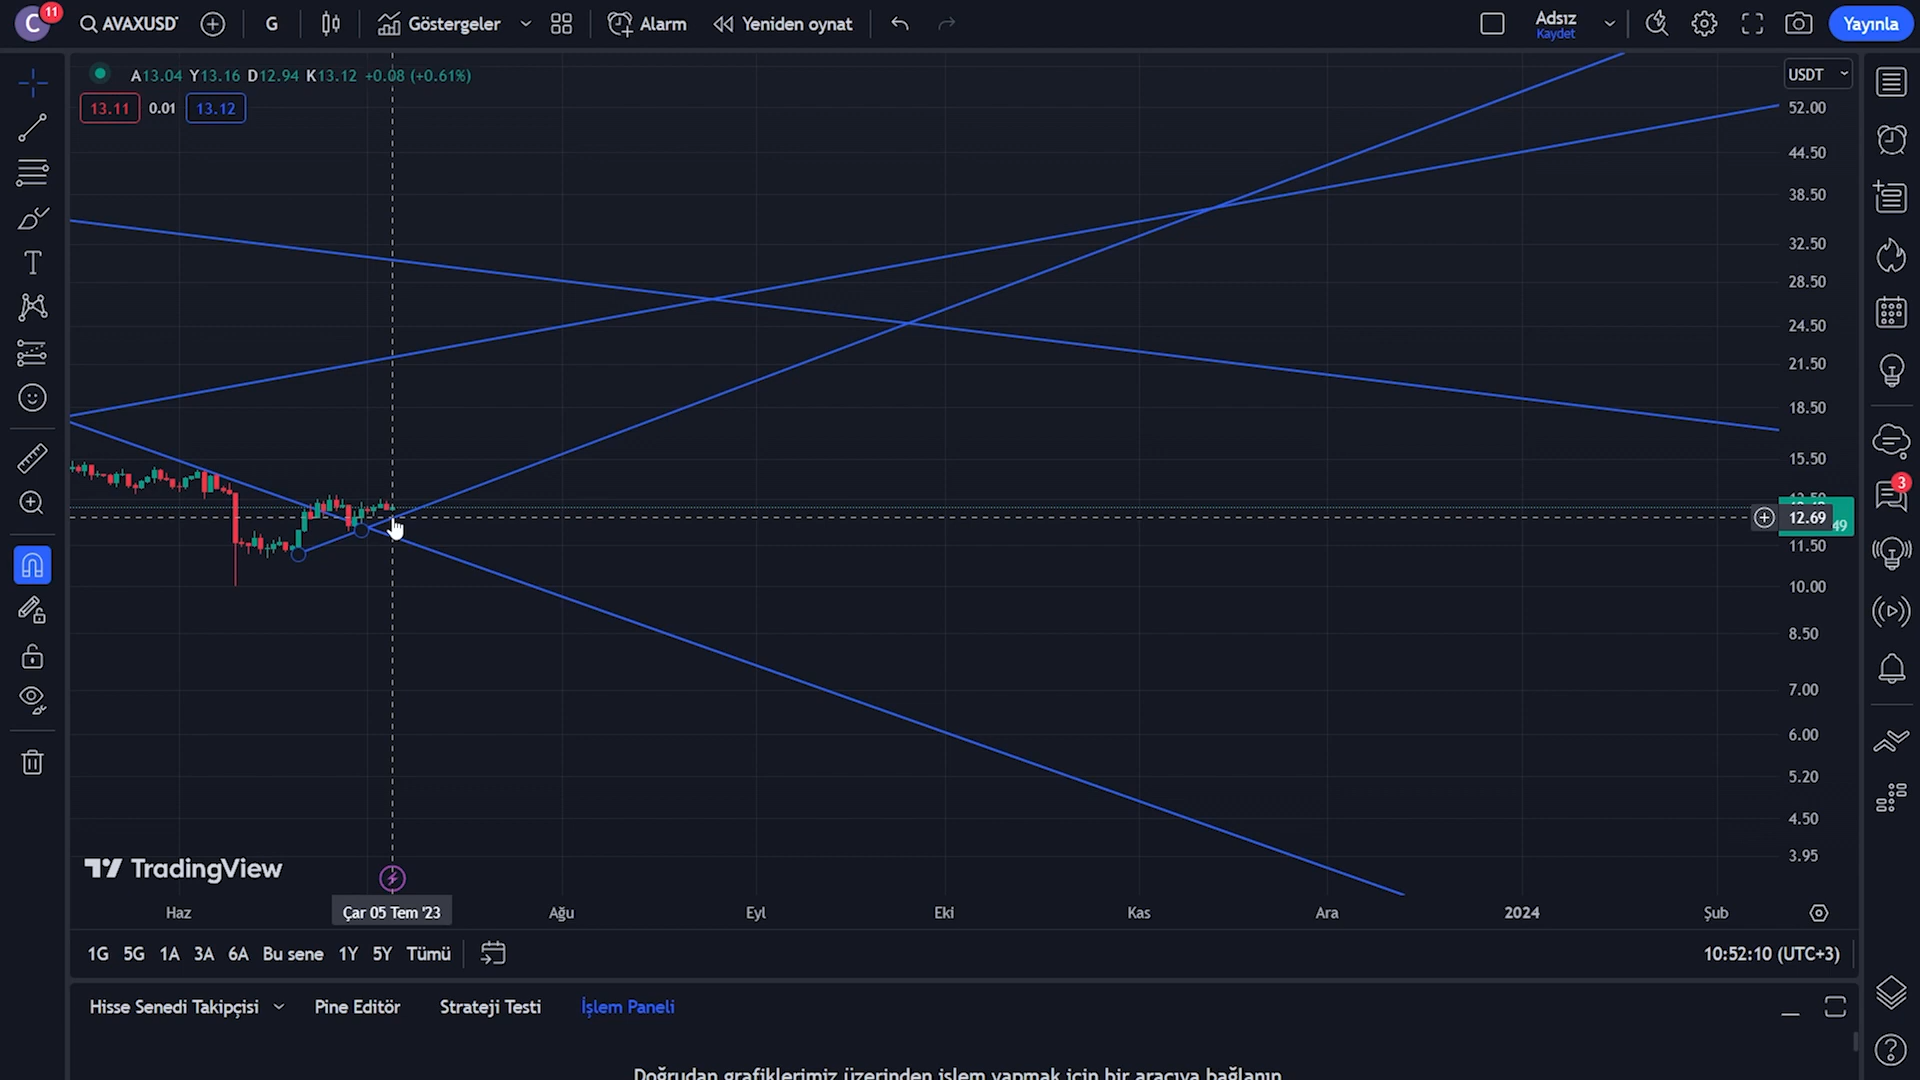 C 11 AVAXUSD G Göstergeler Alarm Yeniden oynat Adsız Kaydet Yayınla
A13.04 Y13.16 D12.94 K13.12 +0.08 (+0.61%)
USDT
13.11 0.01 13.12
52.00
44.50
38.50
32.50
28.50
24.50
21.50
18.50
15.50
12.69
49
11.50
10.00
8.50
7.00
6.00
5.20
4.50
3.95
3
TradingView
Haz Çar 05 Tem '23 Ağu Eyl Eki Kas Ara 2024 Şub
1G 5G 1A 3A 6A Bu sene 1Y 5Y Tümü 10:52:10 (UTC+3)
Hisse Senedi Takipçisi Pine Editör Strateji Testi İşlem Paneli
Doğrudan grafiklerimiz üzerinden işlem yapmak için bir aracıya bağlanın